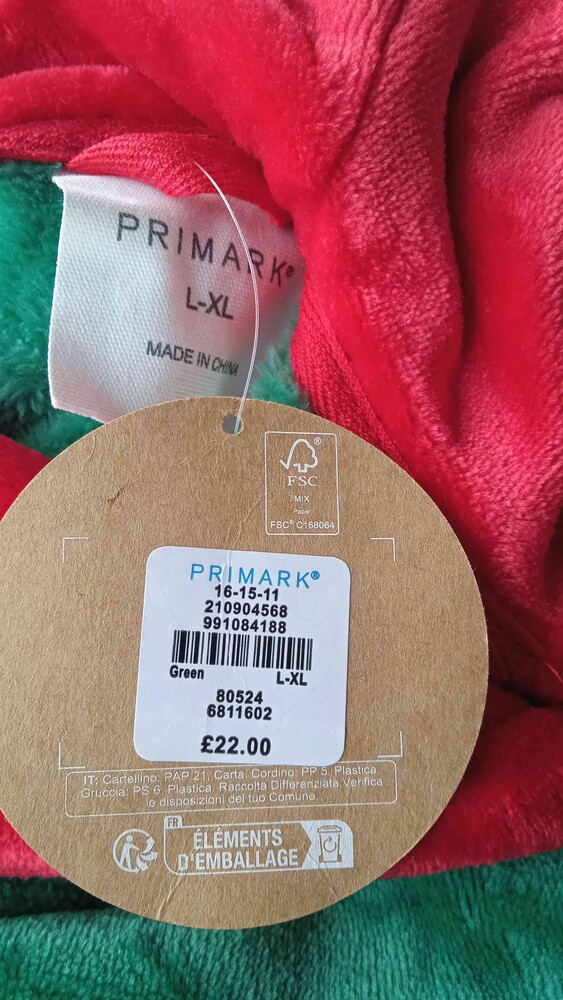 PRIMARK®
L-XL
MADE IN CHINA
®
FSC
MIX
Paper
FSC® C168064
PRIMARK®
16-15-11
210904568
991084188
Green L-XL
80524
6811602
£22.00
IT: Cartellino: PAP 21, Carta. Cordino: PP 5, Plastica
Gruccia: PS 6, Plastica. Raccolta Differenziata. Verifica
le disposizioni del tuo Comune.
FR
ÉLÉMENTS
D'EMBALLAGE